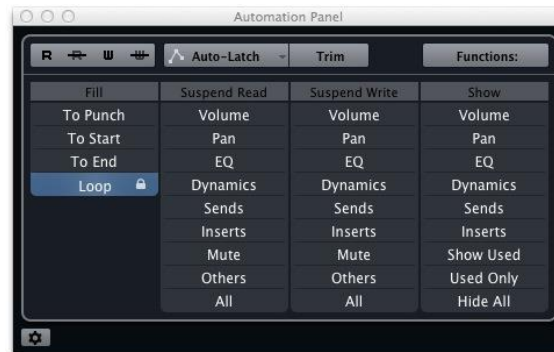 Automation Panel
R R W W Auto-Latch Trim Functions:
Fill Suspend Read Suspend Write Show
To Punch Volume Volume Volume
To Start Pan Pan Pan
To End EQ EQ EQ
Loop Dynamics Dynamics Dynamics
Sends Sends Sends
Inserts Inserts Inserts
Mute Mute Show Used
Others Others Used Only
All All Hide All